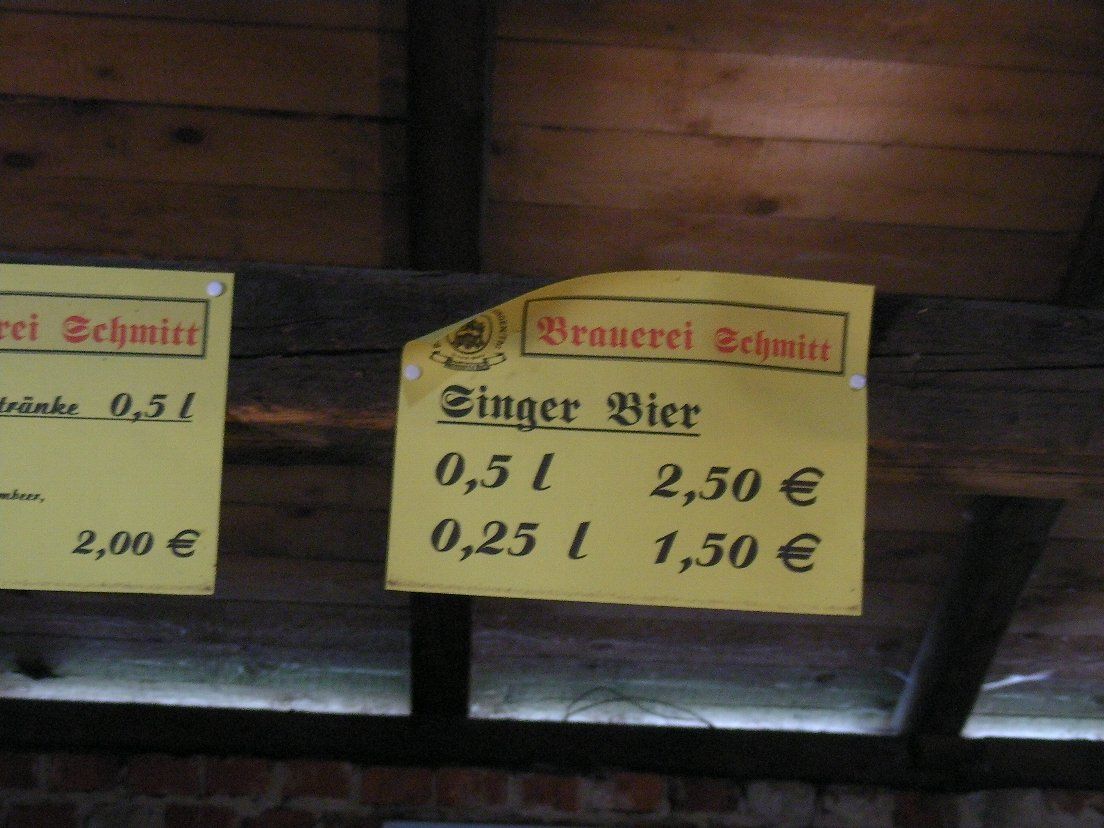 rei Schmitt
tränke 0,5 l
mbeer,
2,00 €
Brauerei Schmitt
Singer Bier
0,5 l 2,50 €
0,25 l 1,50 €